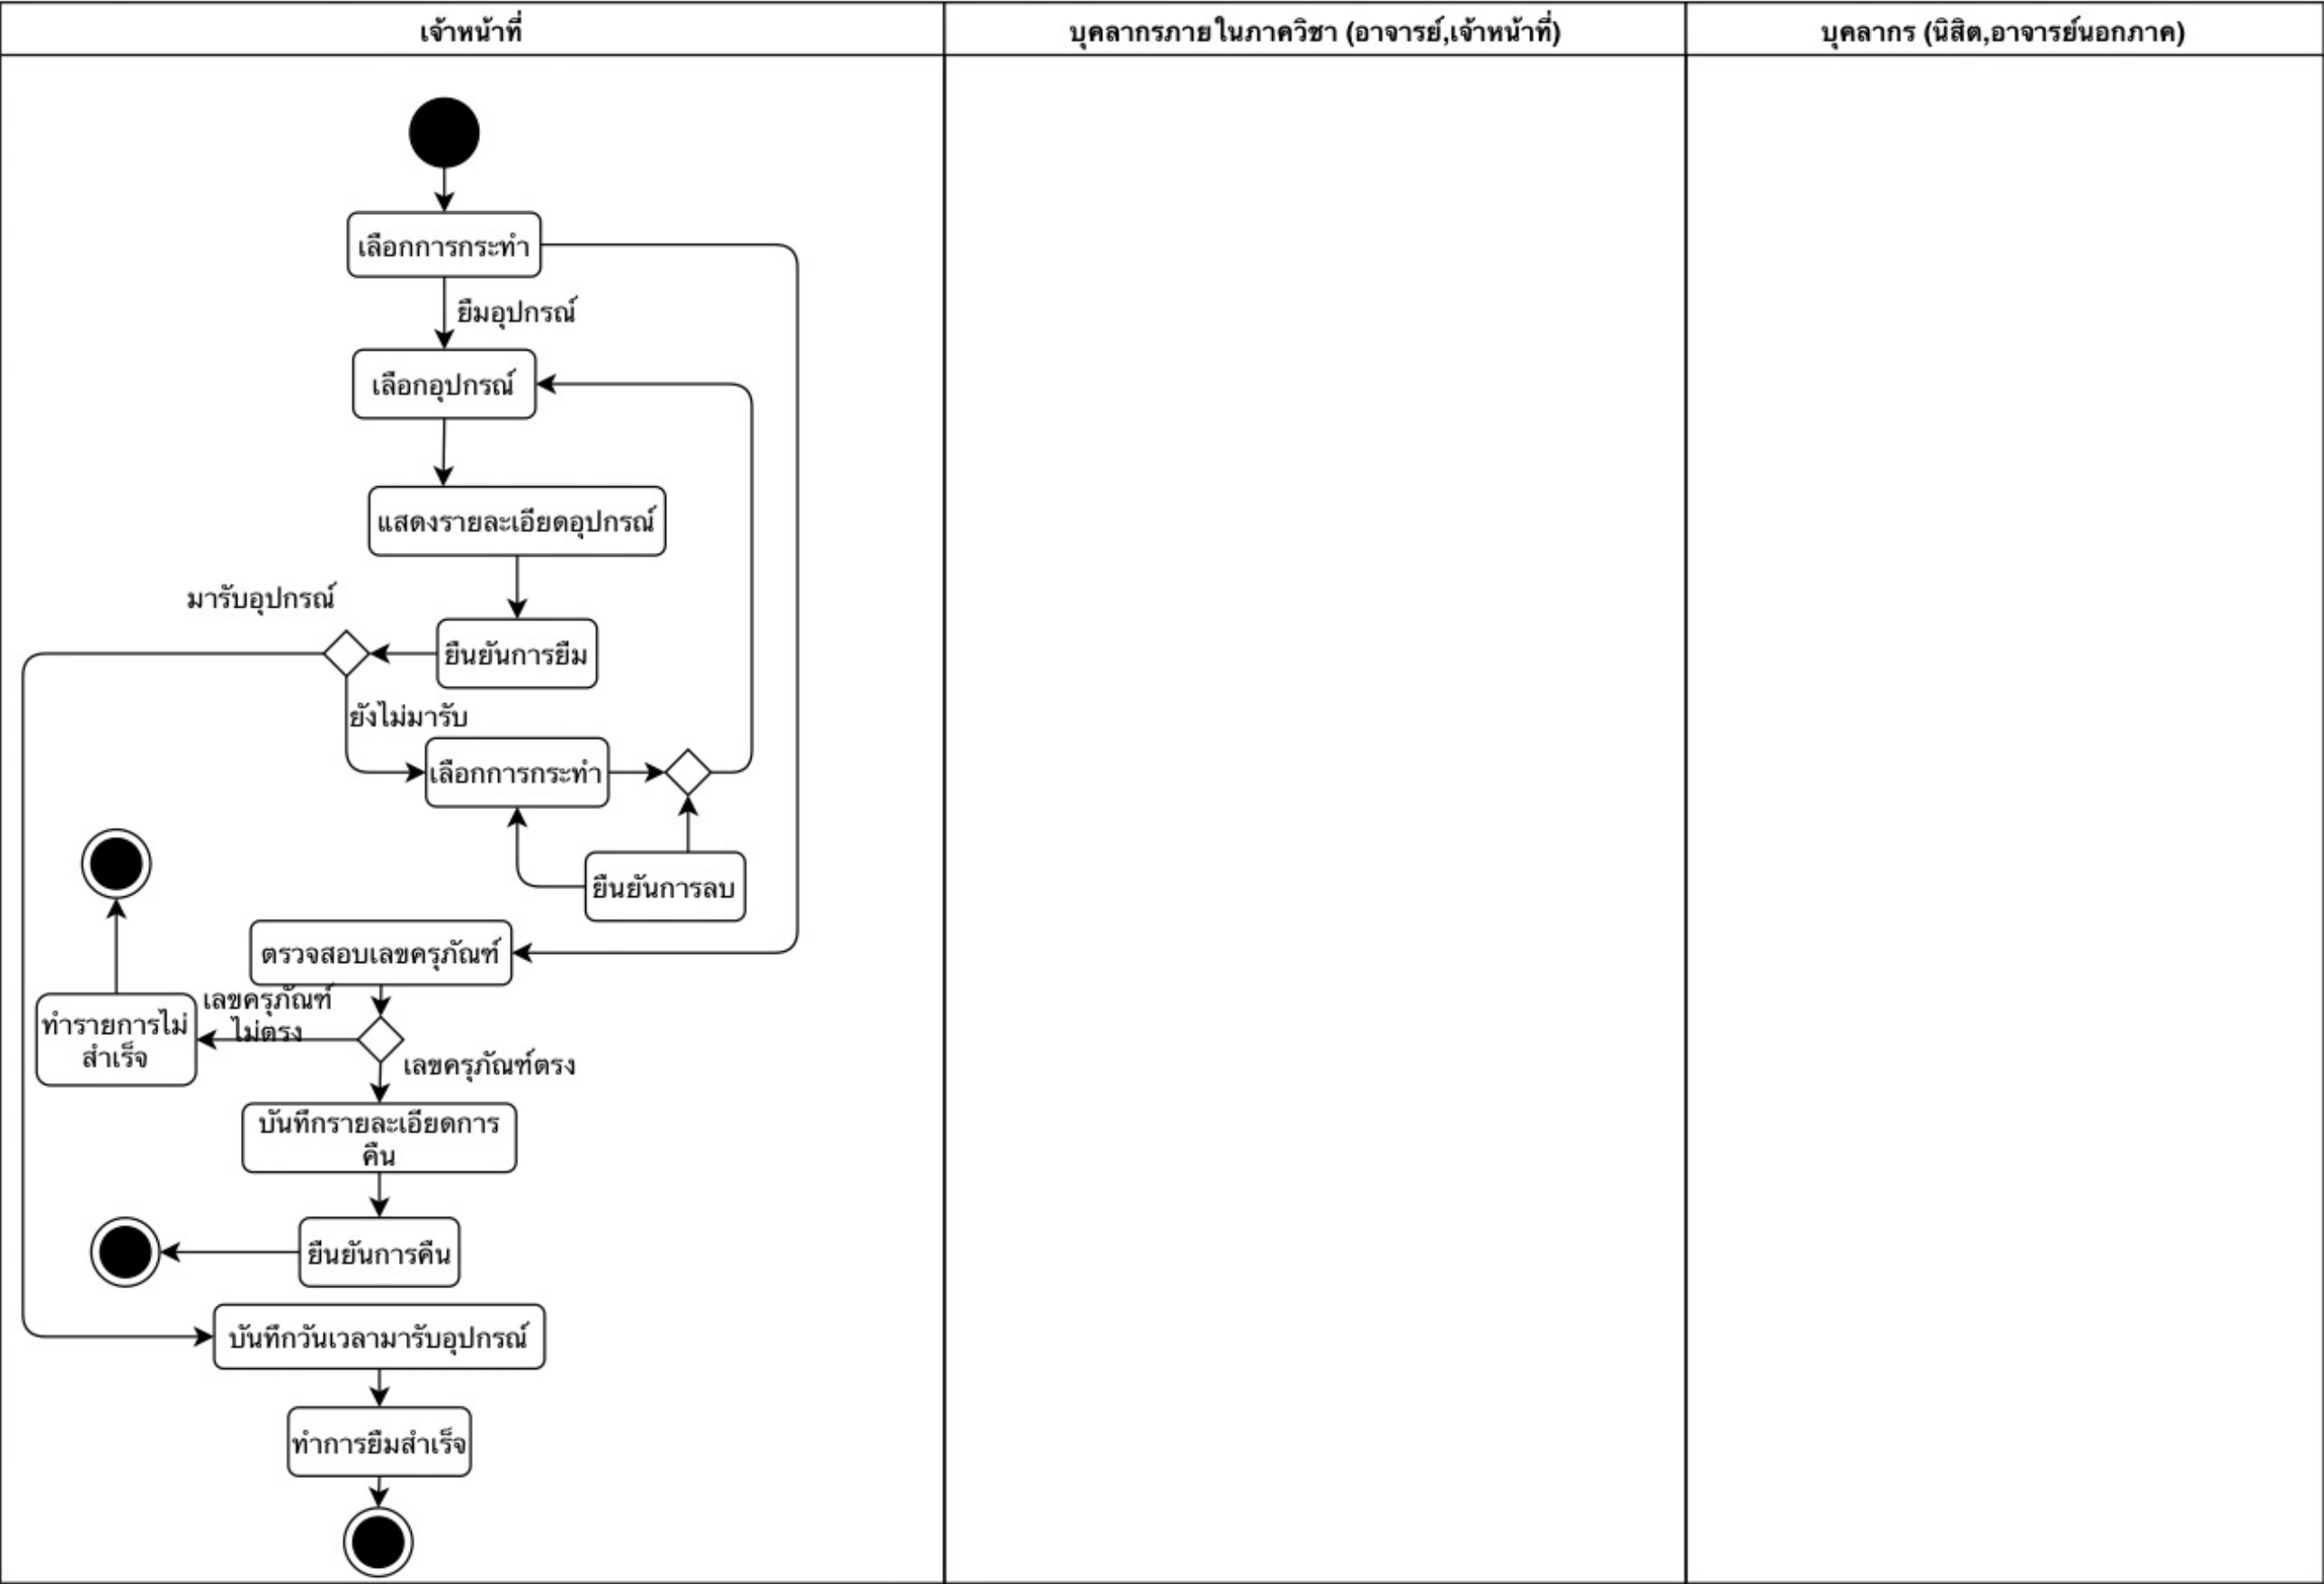 เจ้าหน้าที่
บุคลากรภายในภาควิชา (อาจารย์,เจ้าหน้าที่)
บุคลากร (นิสิต,อาจารย์นอกภาค)
เลือกการกระทำ
ยืมอุปกรณ์
เลือกอุปกรณ์
แสดงรายละเอียดอุปกรณ์
มารับอุปกรณ์
ยืนยันการยืม
ยังไม่มารับ
เลือกการกระทำ
ยืนยันการลบ
ตรวจสอบเลขครุภัณฑ์
เลขครุภัณฑ์
ไม่ตรง
ทำรายการไม่
สำเร็จ
เลขครุภัณฑ์ตรง
บันทึกรายละเอียดการ
คืน
ยืนยันการคืน
บันทึกวันเวลามารับอุปกรณ์
ทำการยืมสำเร็จ